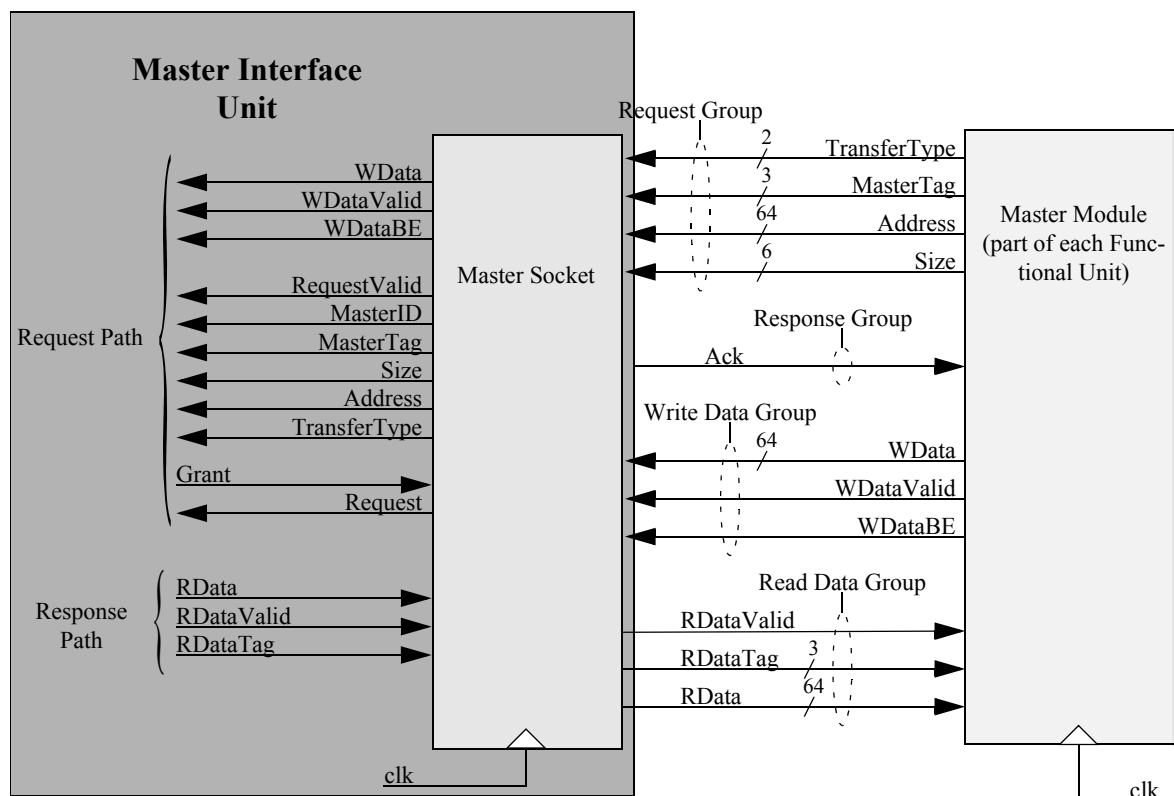 Master Interface
Unit
Request Path
WData
WDataValid
WDataBE
RequestValid
MasterID
MasterTag
Size
Address
TransferType
Grant
Request
Response
Path
RData
RDataValid
RDataTag
Master Socket
clk
Request Group
2
TransferType
3
MasterTag
64
Address
6
Size
Response Group
Ack
Write Data Group
64
WData
WDataValid
WDataBE
Read Data Group
RDataValid
RDataTag
3
RData
64
Master Module
(part of each Func-
tional Unit)
clk